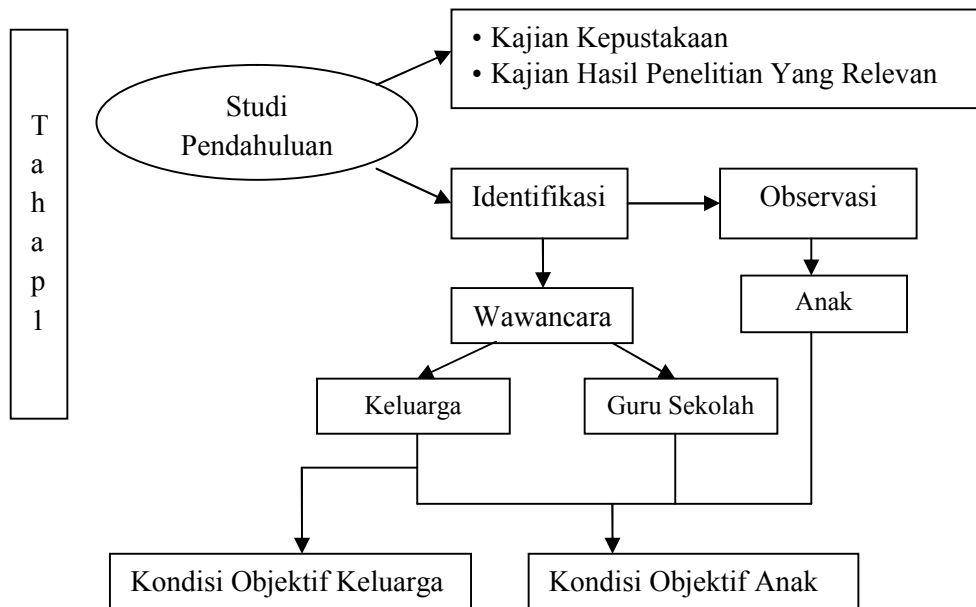 T
a
h
a
p
1
• Kajian Kepustakaan
• Kajian Hasil Penelitian Yang Relevan
Studi
Pendahuluan
Identifikasi
Observasi
Wawancara
Anak
Keluarga
Guru Sekolah
Kondisi Objektif Keluarga
Kondisi Objektif Anak